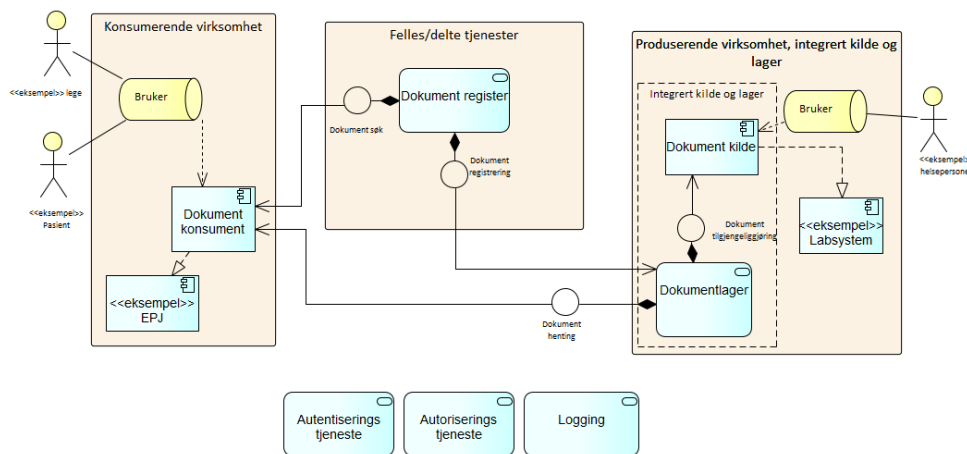 Konsumerende virksomhet
<<eksempel>> lege
Bruker
<<eksempel>>
Pasient
Dokument
konsument
<<eksempel>>
EPJ
Felles/delte tjenester
Dokument register
Dokument søk
Dokument
registrering
Dokument
henting
Produserende virksomhet, integrert kilde og
lager
Integrert kilde og lager
Bruker
Dokument kilde
<<eksempel>>
helsepersone
Dokument
tilgjengeliggjøring
<<eksempel>>
Labsystem
Dokumentlager
Autentiserings
tjeneste
Autoriserings
tjeneste
Logging